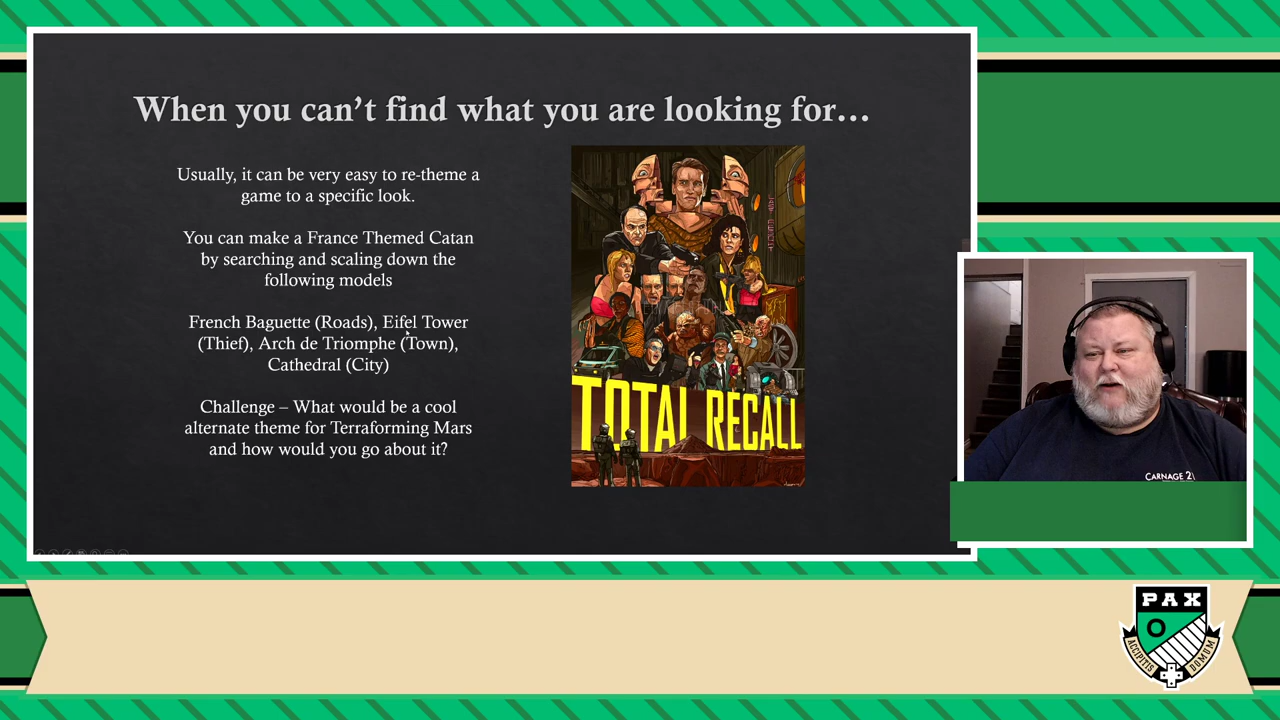 When you can't find what you are looking for…
Usually, it can be very easy to re-theme a
game to a specific look.
You can make a France Themed Catan
by searching and scaling down the
following models
French Baguette (Roads), Eifel Tower
(Thief), Arch de Triomphe (Town),
Cathedral (City)
Challenge – What would be a cool
alternate theme for Terraforming Mars
and how would you go about it?
TOTAL RECALL
CARNAGE
PAX
ACCIPITIS
DOMUM